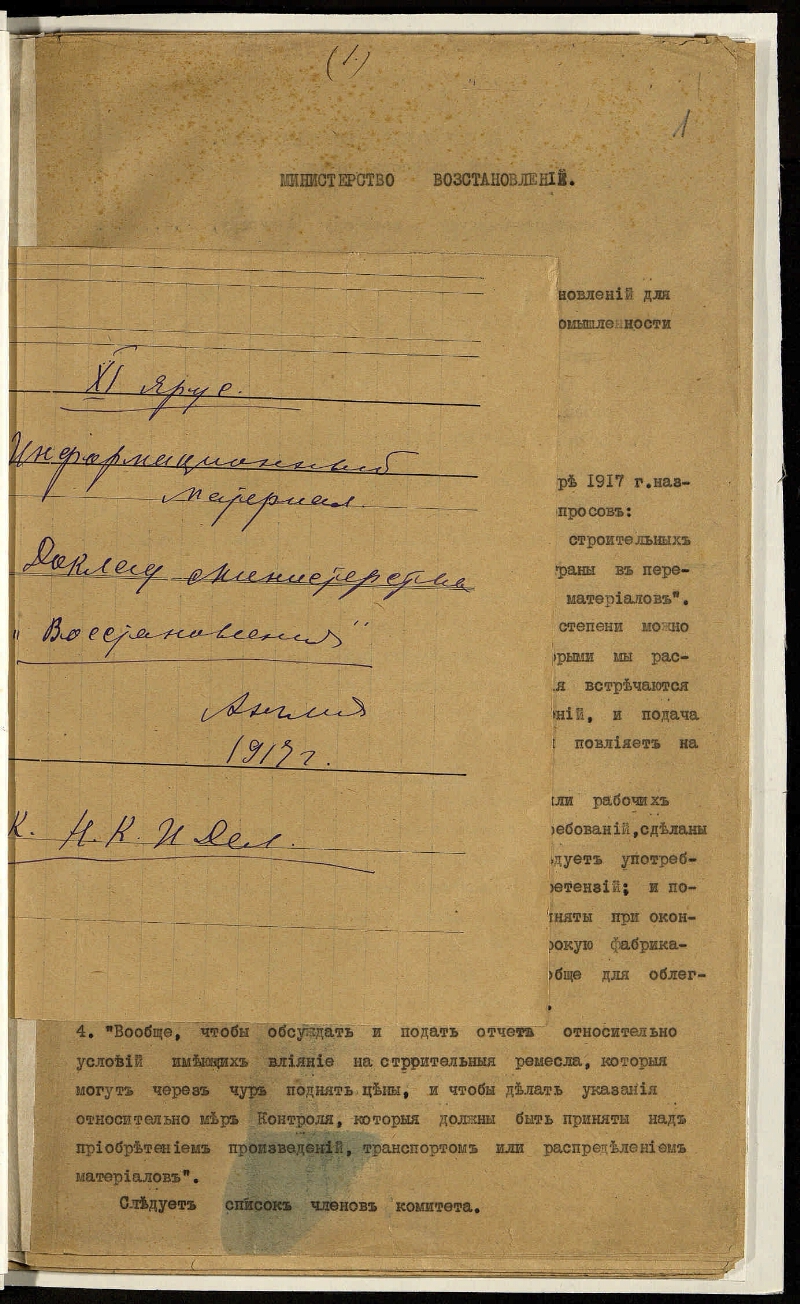 (1.)
1
МИНИСТЕРСТВО ВОЗСТАНОВЛЕНІЙ.
новленій для
омышленности
XI ярус.
Информационный
материал.
Доклад министерства
"Восстановления"
Англия
1917 г.
К. Н. К. И Дел.
рѣ 1917 г.наз-
просовъ:
строительныхъ
раны въ пере-
матеріаловъ".
степени можно
рыми мы рас-
я встрѣчаются
ній, и подача
повліяетъ на
ли рабочихъ
ребованій,сдѣланы
дуетъ употреб-
ретензій; и по-
няты при окон-
рокую фабрика-
обще для облег-
4. "Вообще, чтобы обсуждать и подать отчетъ относительно
условій имѣющихъ вліяніе на стррительныя ремесла, которыя
могутъ черезъ чуръ поднять цѣны, и чтобы дѣлать указанія
относительно мѣръ Контроля, которыя должны быть приняты надъ
пріобрѣтеніемъ произведеній, транспортомъ или распредѣленіемъ
матеріаловъ".
Слѣдуетъ списокъ членовъ комитета.